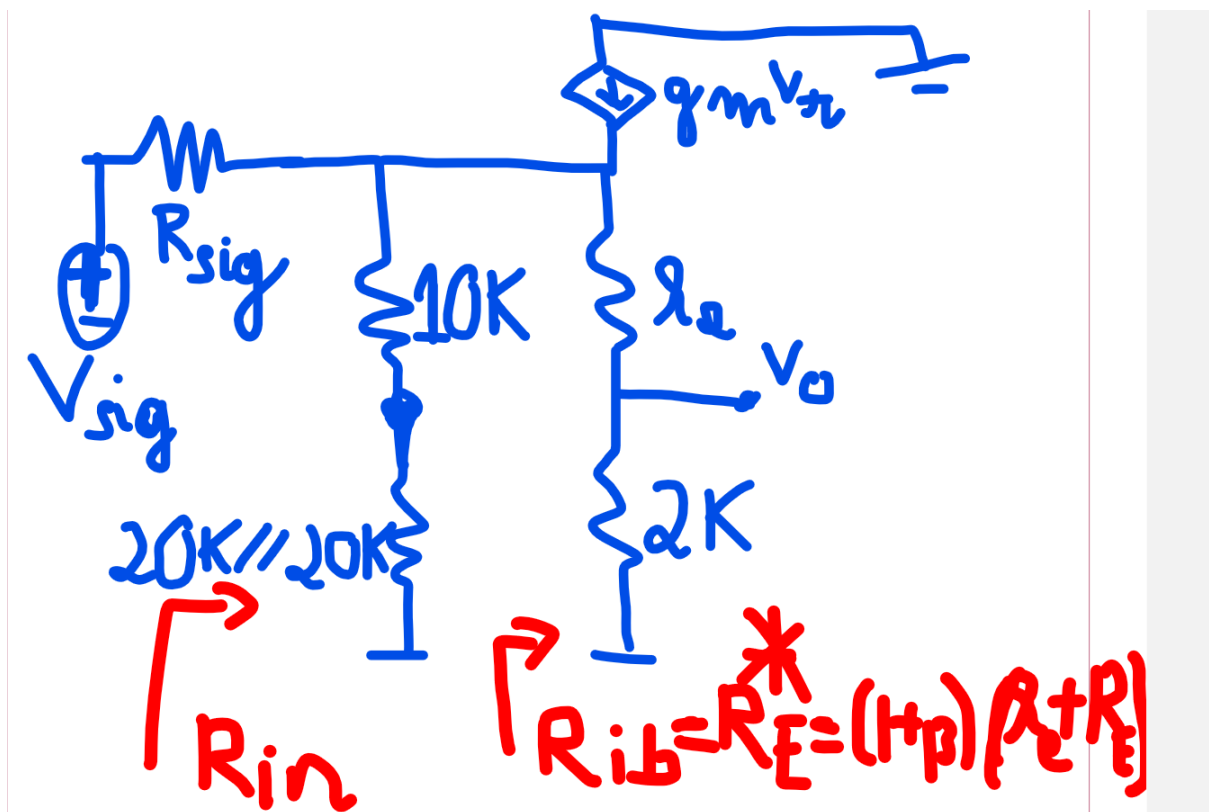 gmVπ
Rsig
10K
re
Vo
Vsig
2K
20K//20K
Rin
Rib=RE*=(1+β)(re+RE)